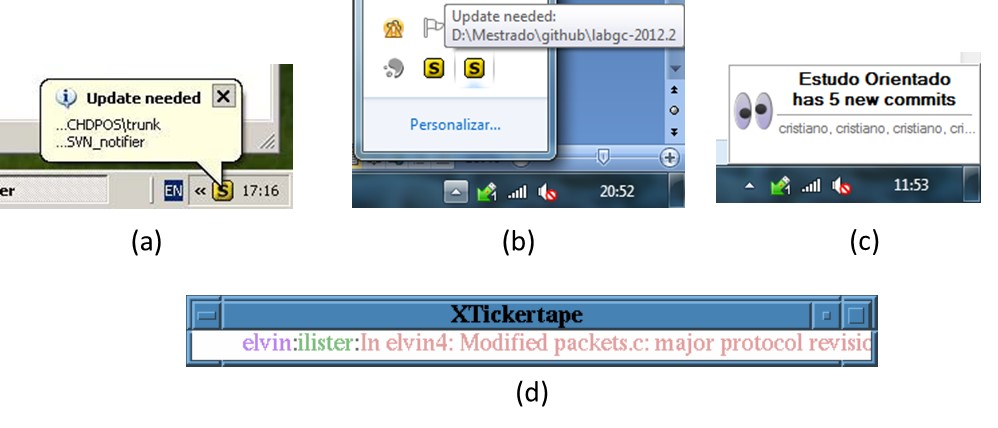 Update needed
...CHDPOS\trunk
...SVN_notifier
er
EN « S 17:16
(a)
Update needed:
D:\Mestrado\github\labgc-2012.2
S S
Personalizar...
20:52
(b)
Estudo Orientado
has 5 new commits
cristiano, cristiano, cristiano, cri...
11:53
(c)
XTickertape
elvin:ilister:In elvin4: Modified packets.c: major protocol revisio
(d)